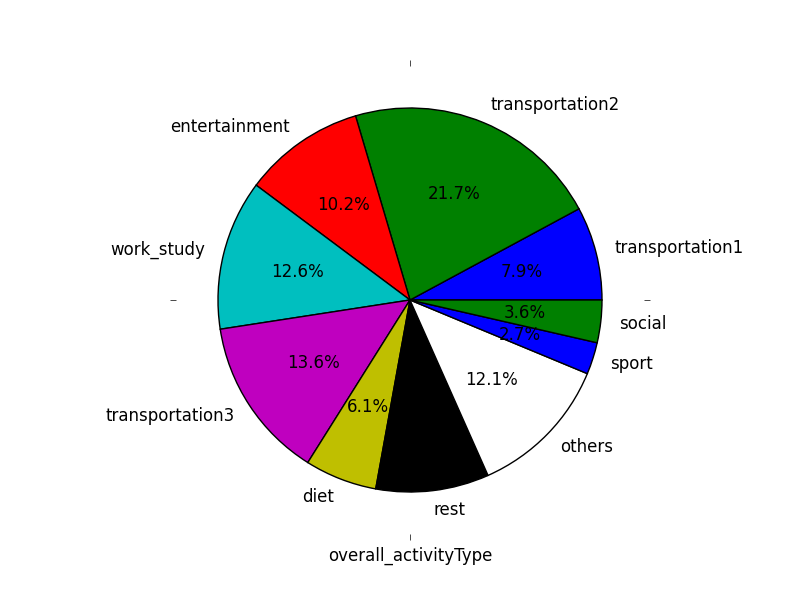 transportation2
entertainment
21.7%
10.2%
transportation1
work_study
7.9%
12.6%
3.6%
social
2.7%
sport
13.6%
12.1%
6.1%
transportation3
others
diet
rest
overall_activityType